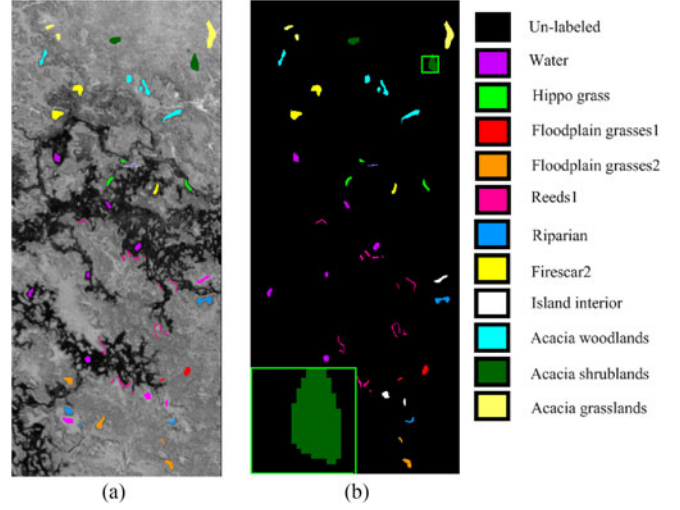 Un-labeled
Water
Hippo grass
Floodplain grasses1
Floodplain grasses2
Reeds1
Riparian
Firescar2
Island interior
Acacia woodlands
Acacia shrublands
Acacia grasslands
(a)
(b)